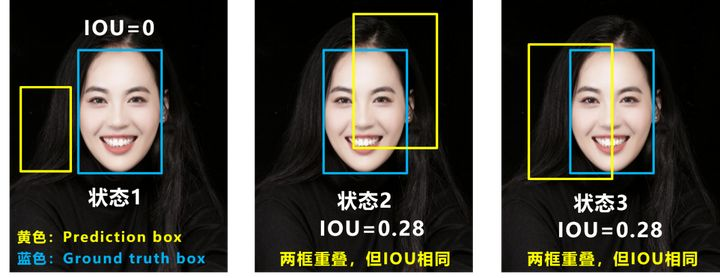 IOU=0
状态1
黄色：Prediction box
蓝色：Ground truth box
状态2
IOU=0.28
两框重叠，但IOU相同
状态3
IOU=0.28
两框重叠，但IOU相同